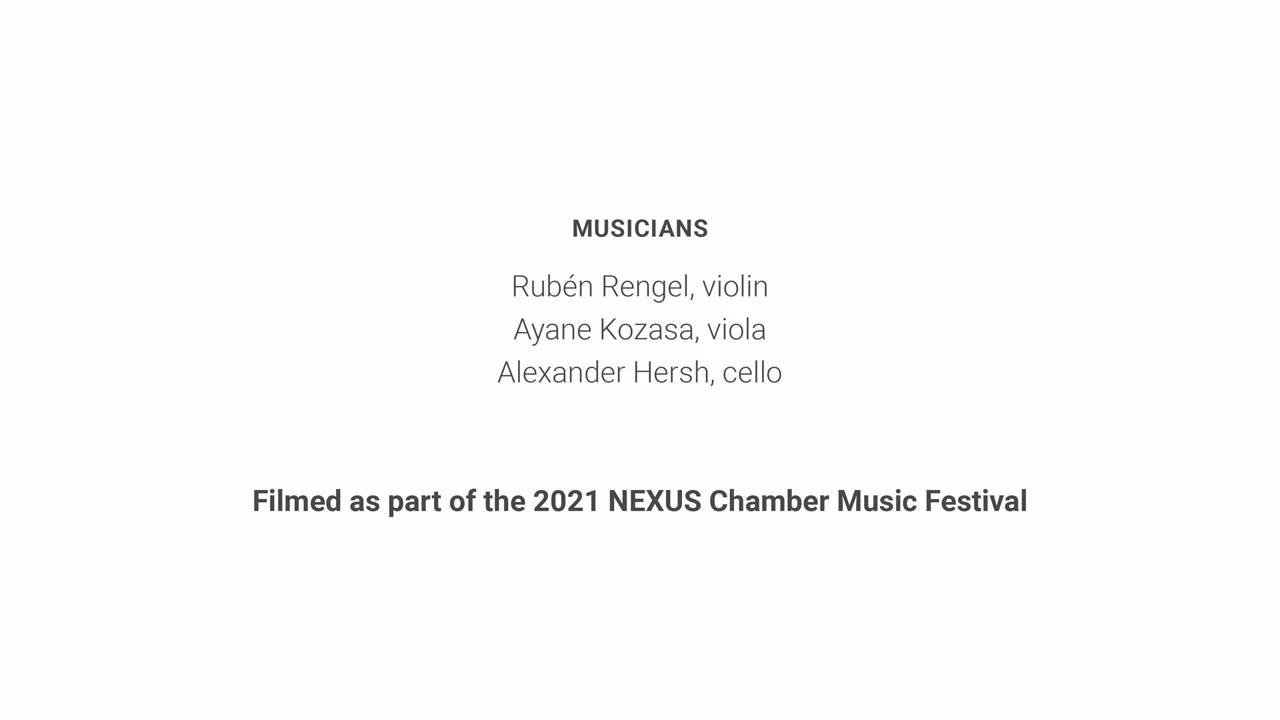 MUSICIANS
Rubén Rengel, violin
Ayane Kozasa, viola
Alexander Hersh, cello
Filmed as part of the 2021 NEXUS Chamber Music Festival